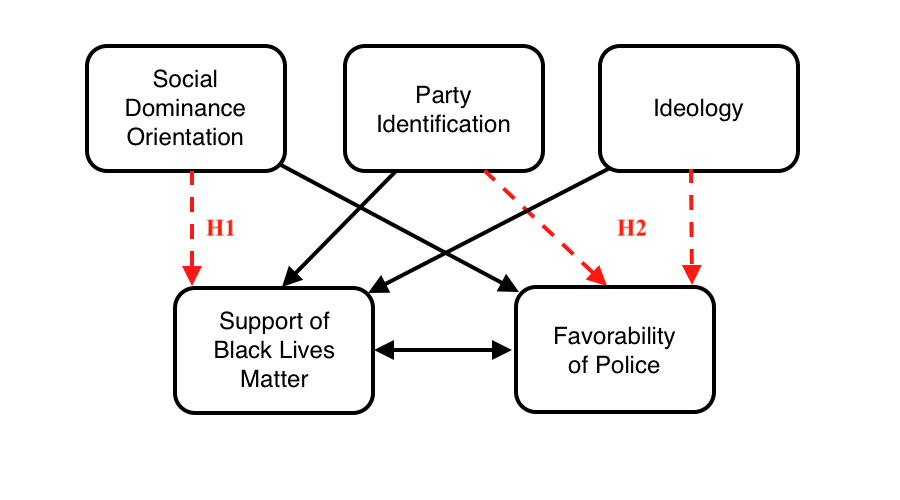 Social
Dominance
Orientation
Party
Identification
Ideology
H1
H2
Support of
Black Lives
Matter
Favorability
of Police